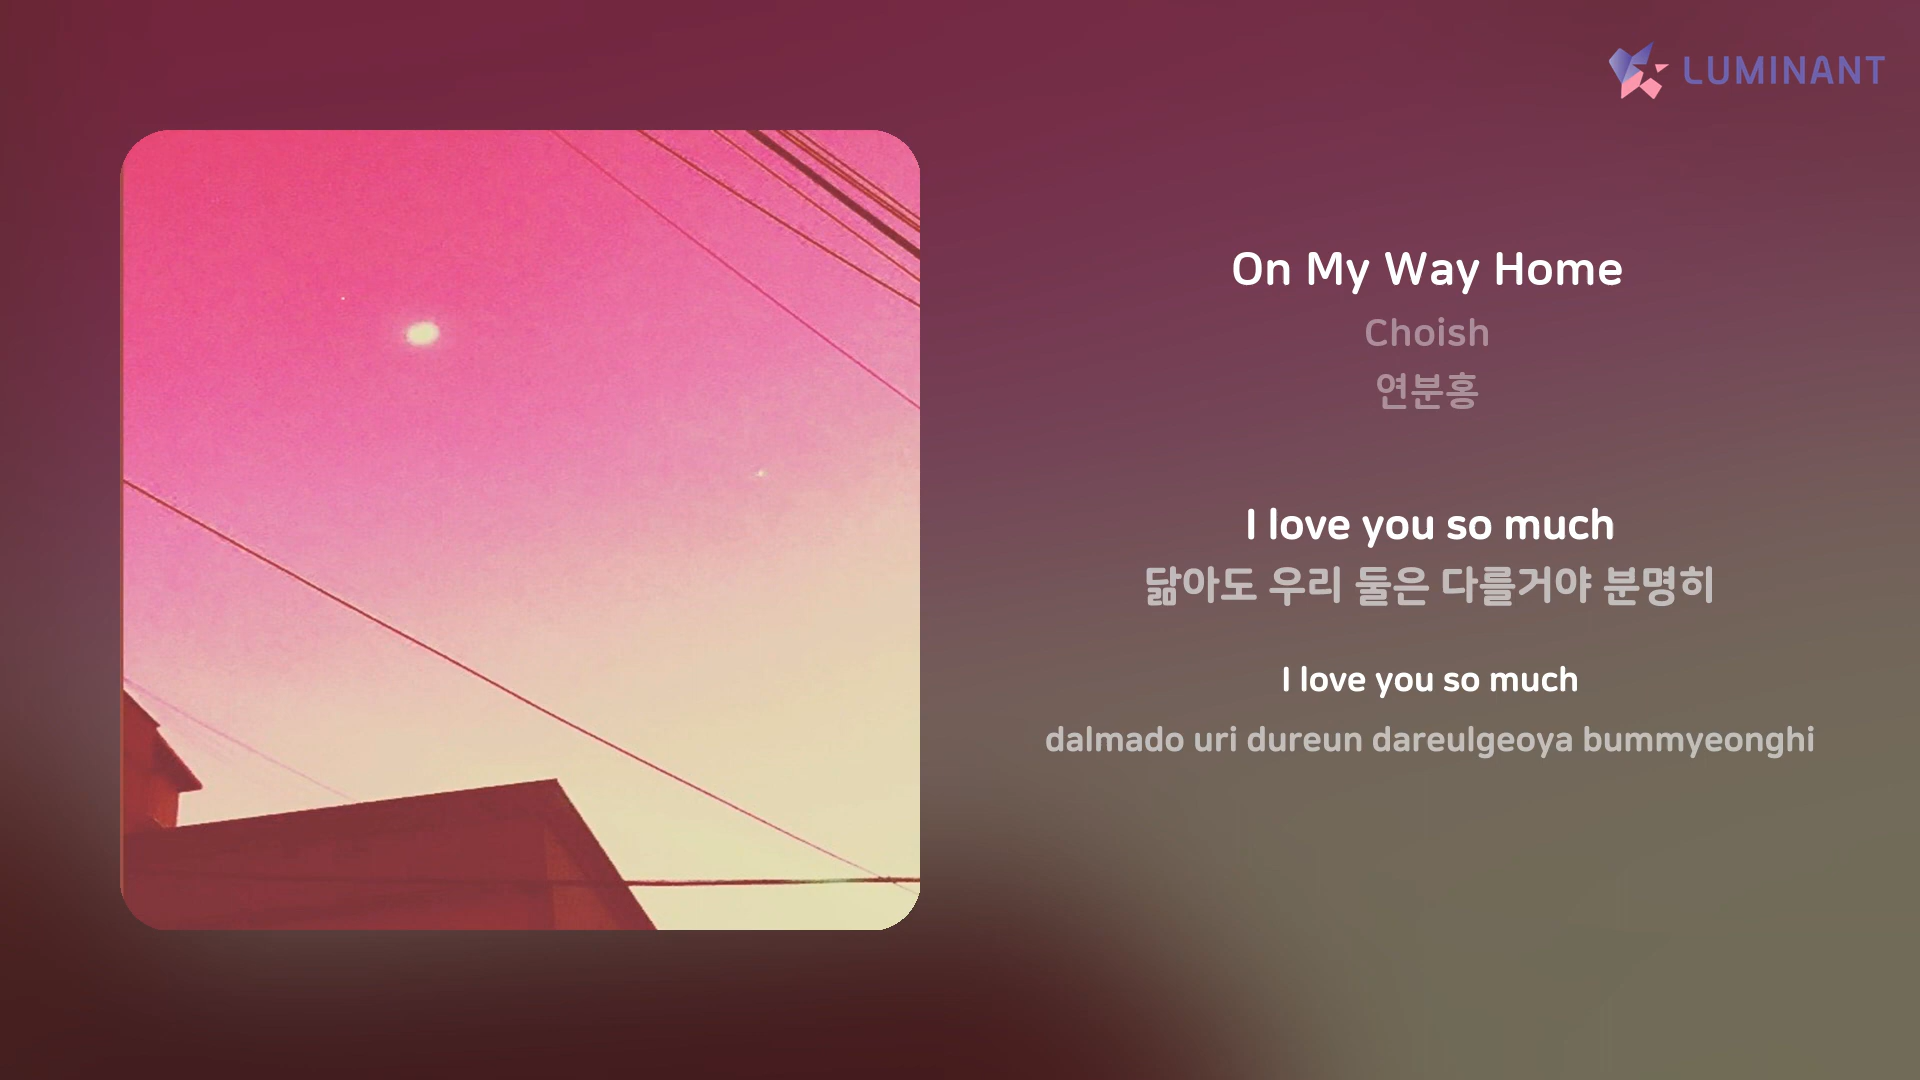 LUMINANT
On My Way Home
Choish
연분홍
I love you so much
닮아도 우리 둘은 다를거야 분명히
I love you so much
dalmado uri dureun dareulgeoya bummyeonghi